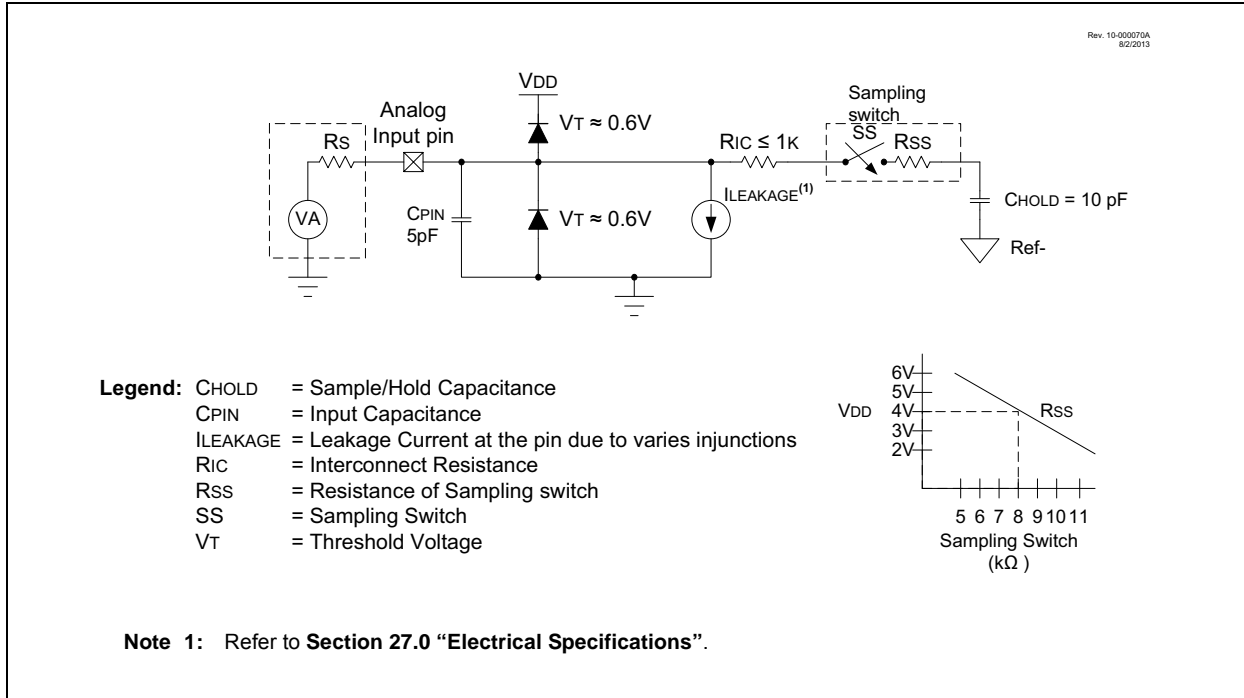 Rev. 10-000070A
8/2/2013
VDD
Analog
Input pin
VT ≈ 0.6V
Sampling
switch
SS
RSS
RS
RIC ≤ 1K
VA
CPIN
5pF
VT ≈ 0.6V
ILEAKAGE(1)
CHOLD = 10 pF
Ref-
Legend: CHOLD = Sample/Hold Capacitance
CPIN = Input Capacitance
ILEAKAGE = Leakage Current at the pin due to varies injunctions
RIC = Interconnect Resistance
RSS = Resistance of Sampling switch
SS = Sampling Switch
VT = Threshold Voltage
6V
5V
VDD 4V RSS
3V
2V
5 6 7 8 9 10 11
Sampling Switch
(kΩ )
Note 1: Refer to Section 27.0 “Electrical Specifications”.